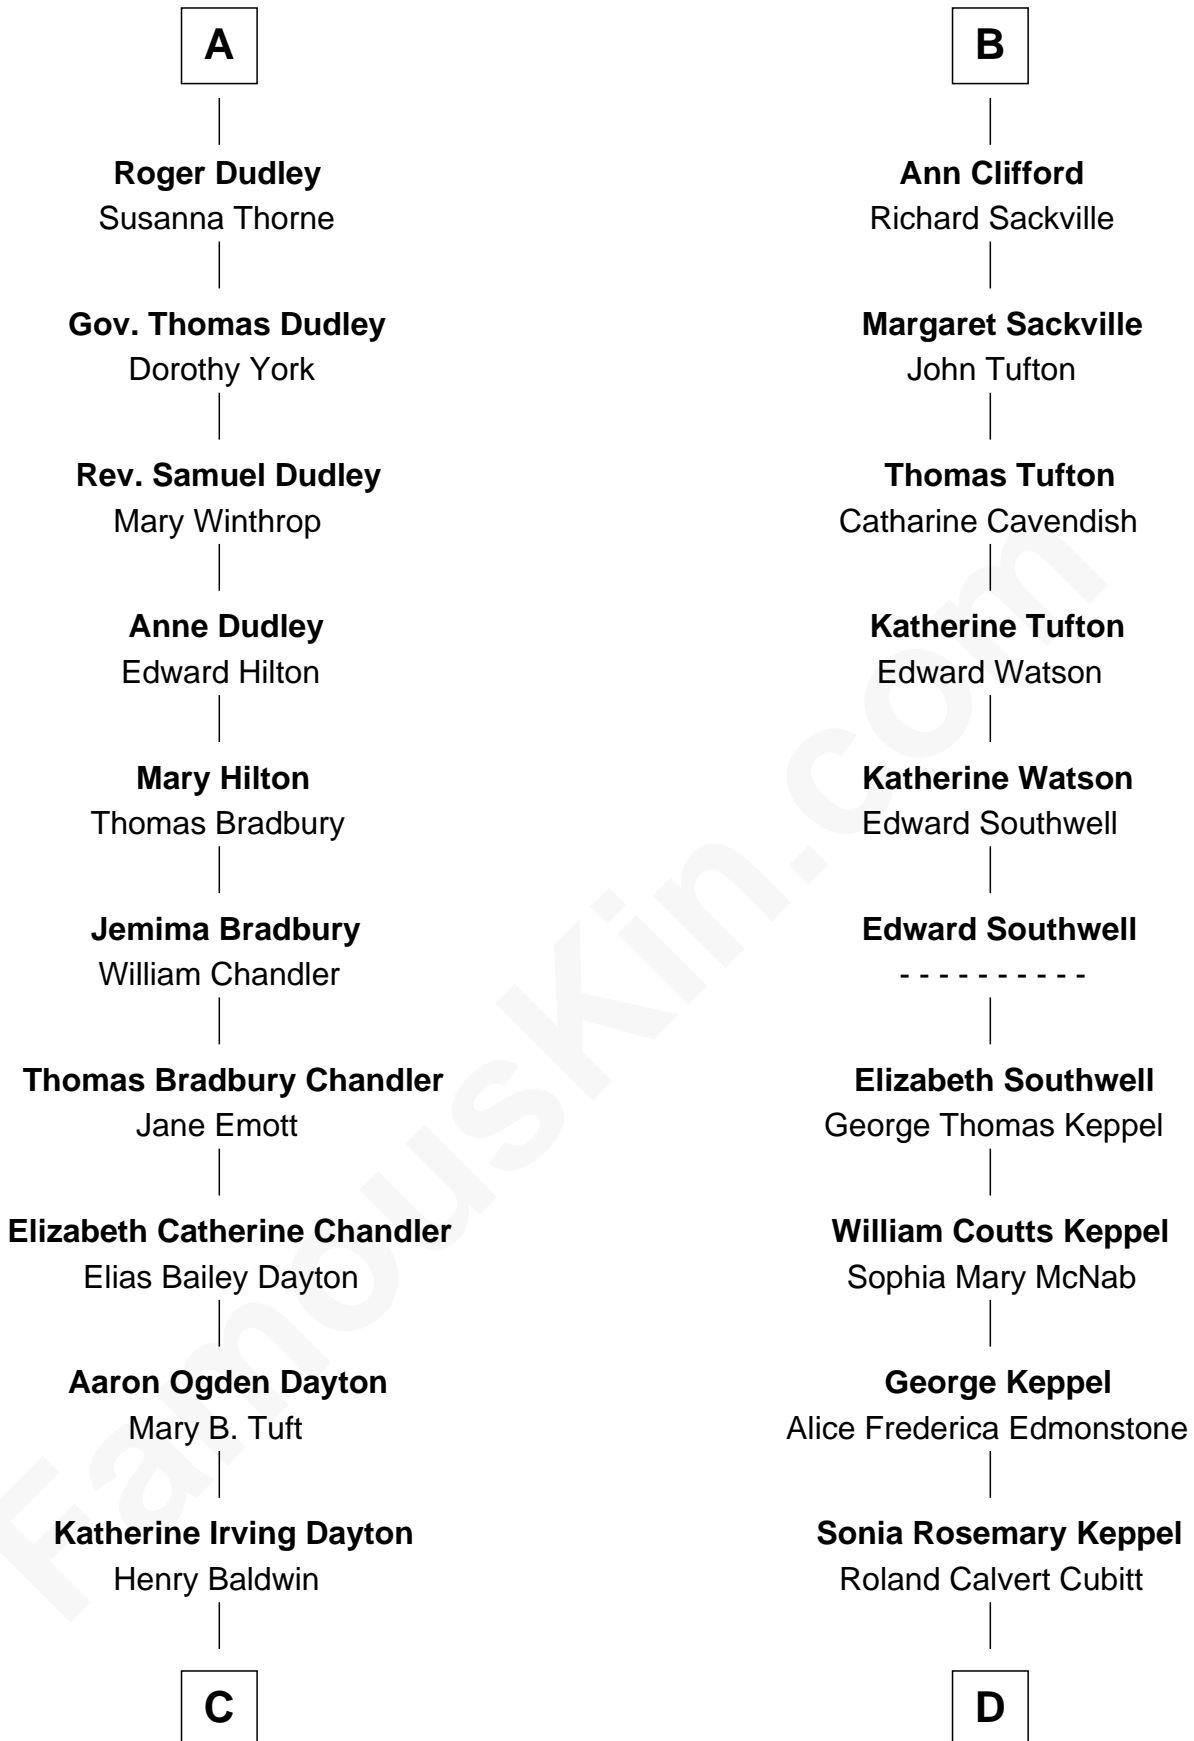 A
Roger Dudley
Susanna Thorne
Gov. Thomas Dudley
Dorothy York
Rev. Samuel Dudley
Mary Winthrop
Anne Dudley
Edward Hilton
Mary Hilton
Thomas Bradbury
Jemima Bradbury
William Chandler
Thomas Bradbury Chandler
Jane Emott
Elizabeth Catherine Chandler
Elias Bailey Dayton
Aaron Ogden Dayton
Mary B. Tuft
Katherine Irving Dayton
Henry Baldwin
C
B
Ann Clifford
Richard Sackville
Margaret Sackville
John Tufton
Thomas Tufton
Catharine Cavendish
Katherine Tufton
Edward Watson
Katherine Watson
Edward Southwell
Edward Southwell
- - - - - - - - - -
Elizabeth Southwell
George Thomas Keppel
William Coutts Keppel
Sophia Mary McNab
George Keppel
Alice Frederica Edmonstone
Sonia Rosemary Keppel
Roland Calvert Cubitt
D
FamousKin.com